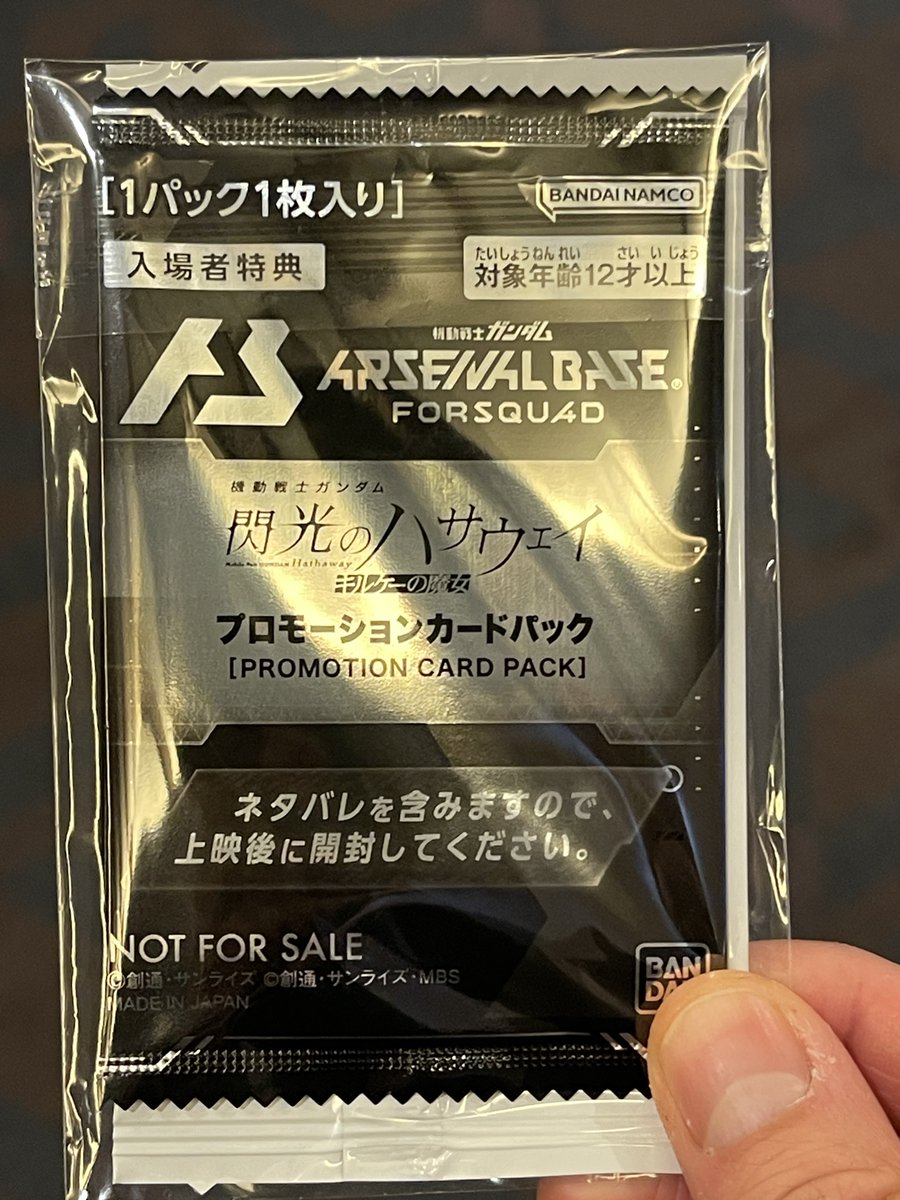 [1パック1枚入り]
BANDAI NAMCO
入場者特典
たいしょうねんれい さい いじょう
対象年齢12才以上
機動戦士ガンダム
ARSENAL BASE®
FORSQUAD
機動戦士ガンダム
閃光のハサウェイ
Hathaway
キルケーの魔女
プロモーションカードパック
[PROMOTION CARD PACK]
ネタバレを含みますので、
上映後に開封してください。
NOT FOR SALE
©創通・サンライズ ©創通・サンライズ・MBS
MADE IN JAPAN
BAN